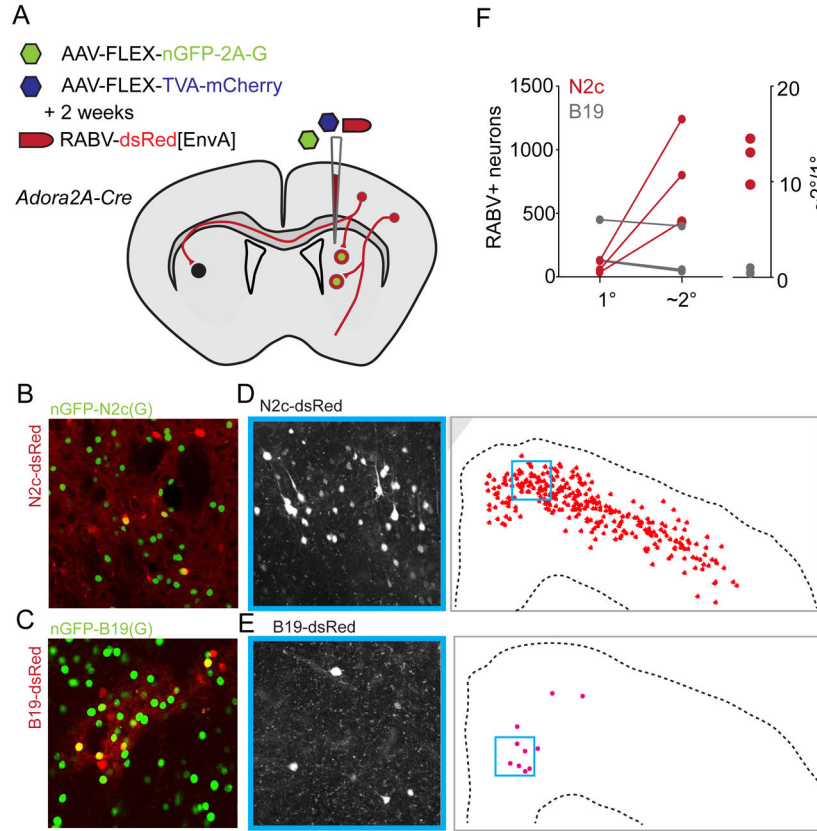 A
AAV-FLEX-nGFP-2A-G
AAV-FLEX-TVA-mCherry
+ 2 weeks
RABV-dsRed[EnvA]
Adora2A-Cre
F
N2c
B19
RABV+ neurons
1500
1000
500
0
1°
~2°
20
10
0
~2°/1°
B
nGFP-N2c(G)
N2c-dsRed
D
N2c-dsRed
C
nGFP-B19(G)
B19-dsRed
E
B19-dsRed